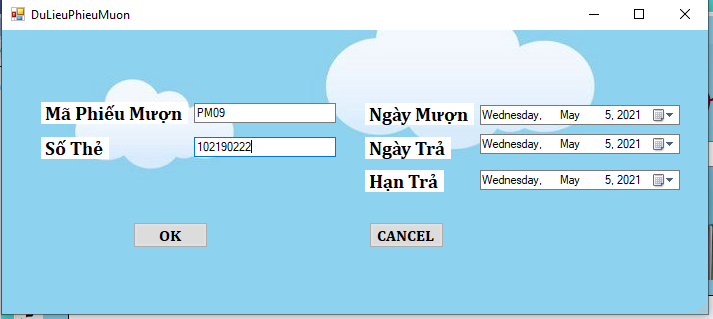 DuLieuPhieuMuon
Mã Phiếu Mượn PM09
Số Thẻ 102190222
Ngày Mượn Wednesday, May 5, 2021
Ngày Trả Wednesday, May 5, 2021
Hạn Trả Wednesday, May 5, 2021
OK CANCEL